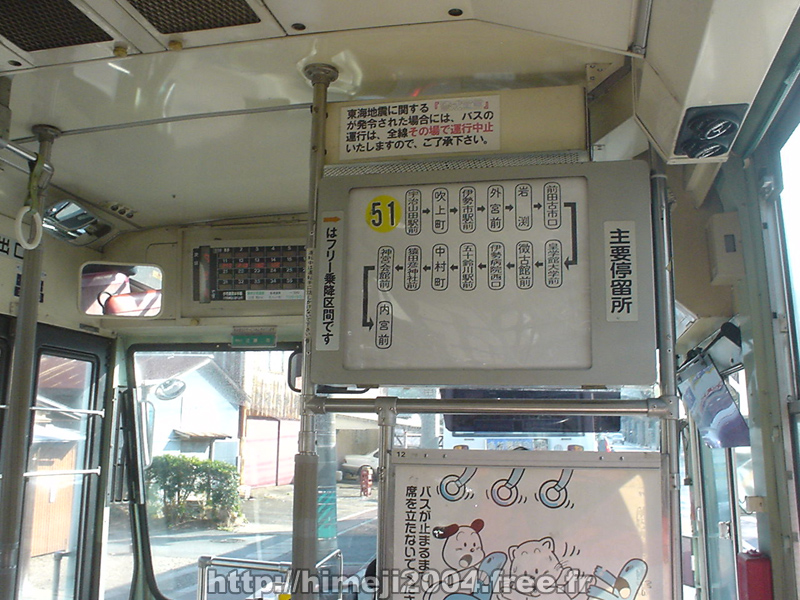 東海地震に関する『
が発令された場合には、バスの
運行は、全線その場で運行中止
いたしますので、ご了承下さい。
51
宇治山田駅前
吹上町
伊勢市駅前
外宮前
岩渕
前田古市口
皇学館大学前
徴古館前
伊勢病院西口
五十鈴川駅前
中村町
猿田彦神社前
神宮会館前
内宮前
→はフリー乗降区間です
主要停留所
出口
12
バスが止まるま
席を立たないで
http://himeji2004.free.fr